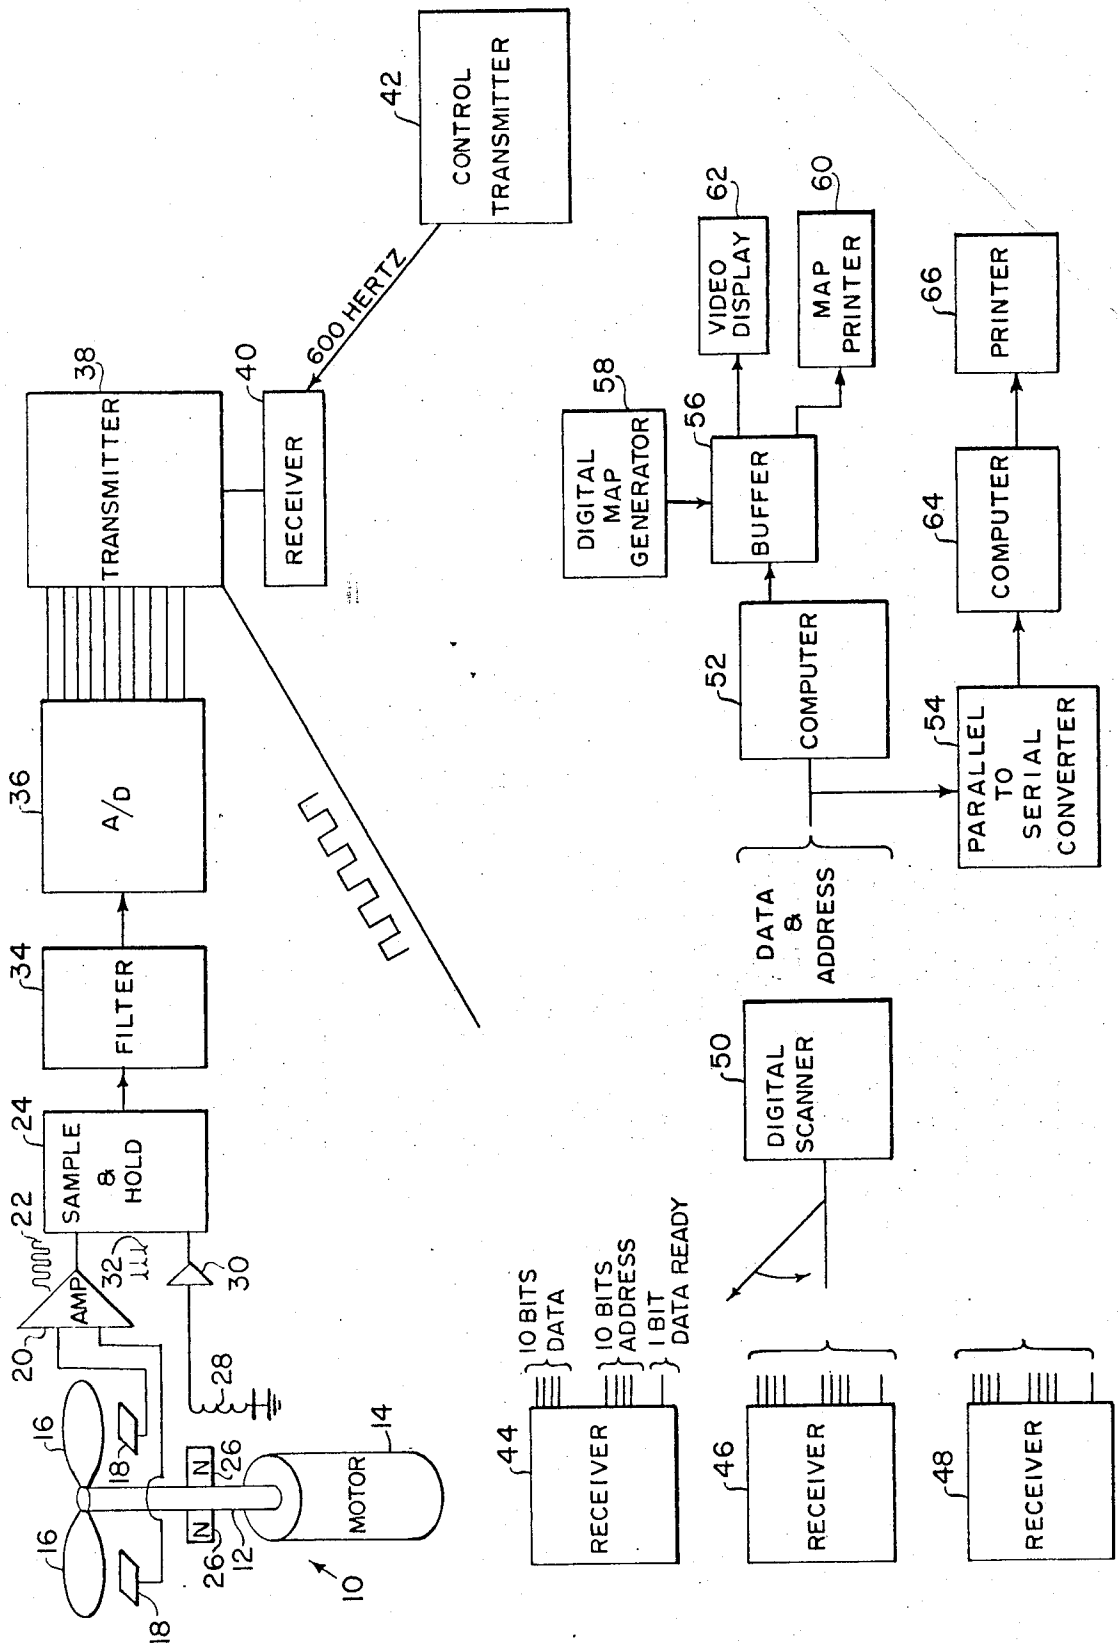 16
16
18
18
20
AMP
22
32
30
28
26
26
N
N
12
14
MOTOR
10
24
SAMPLE
&
HOLD
34
FILTER
36
A/D
38
TRANSMITTER
40
RECEIVER
600 HERTZ
42
CONTROL
TRANSMITTER
44
RECEIVER
10 BITS
DATA
10 BITS
ADDRESS
1 BIT
DATA READY
46
RECEIVER
48
RECEIVER
50
DIGITAL
SCANNER
DATA
&
ADDRESS
52
COMPUTER
54
PARALLEL
TO
SERIAL
CONVERTER
58
DIGITAL
MAP
GENERATOR
56
BUFFER
62
VIDEO
DISPLAY
60
MAP
PRINTER
64
COMPUTER
66
PRINTER